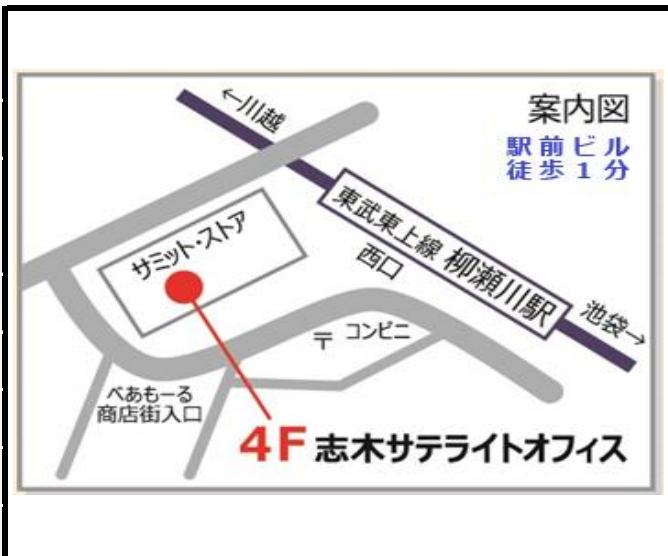 案内図
駅前ビル
徒歩1分
←川越
東武東上線 柳瀬川駅
西口
池袋→
サミット・ストア
〒 コンビニ
べあもーる
商店街入口
4F 志木サテライトオフィス